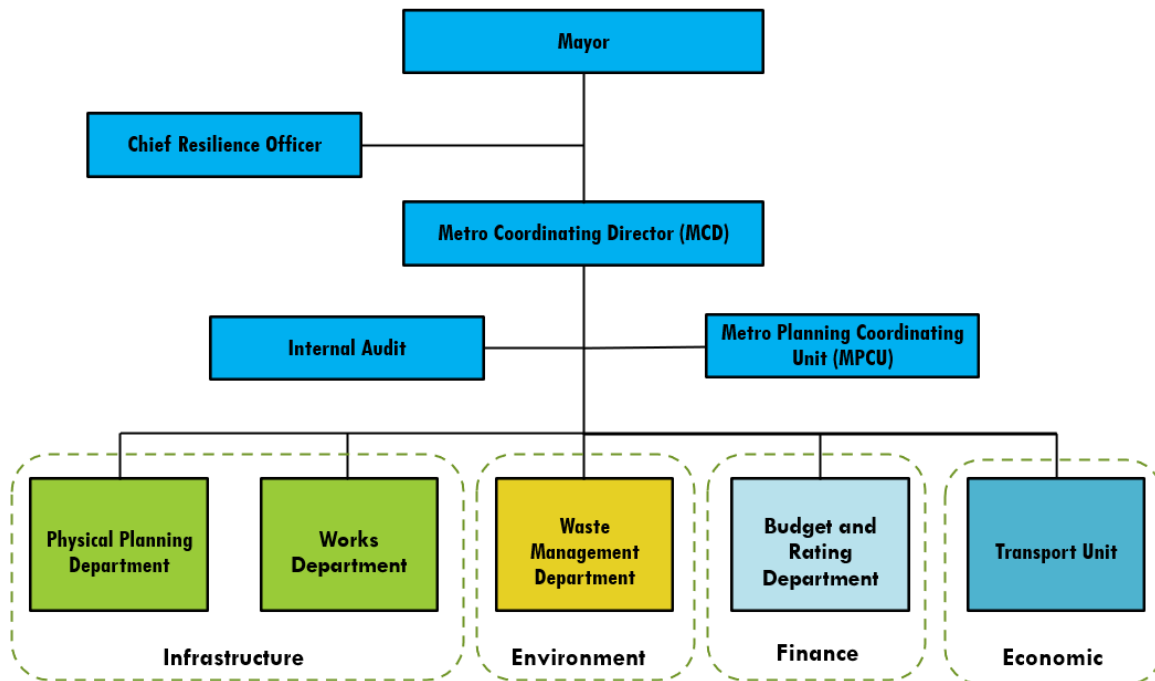 Mayor
Chief Resilience Officer
Metro Coordinating Director (MCD)
Internal Audit
Metro Planning Coordinating
Unit (MPCU)
Physical Planning
Department
Works
Department
Waste
Management
Department
Budget and
Rating
Department
Transport Unit
Infrastructure
Environment
Finance
Economic